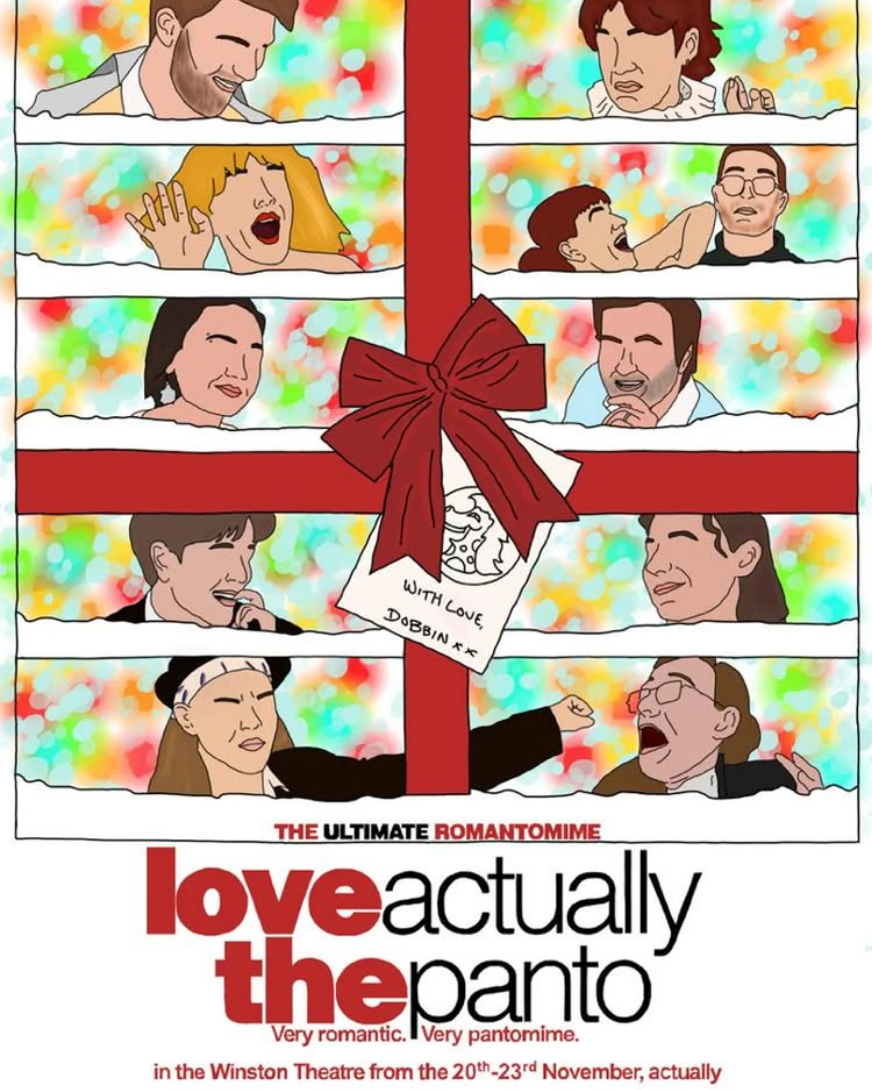 WITH LOVE,
DOBBIN xx
THE ULTIMATE ROMANTOMIME
loveactually
thepanto
Very romantic. Very pantomime.
in the Winston Theatre from the 20th-23rd November, actually